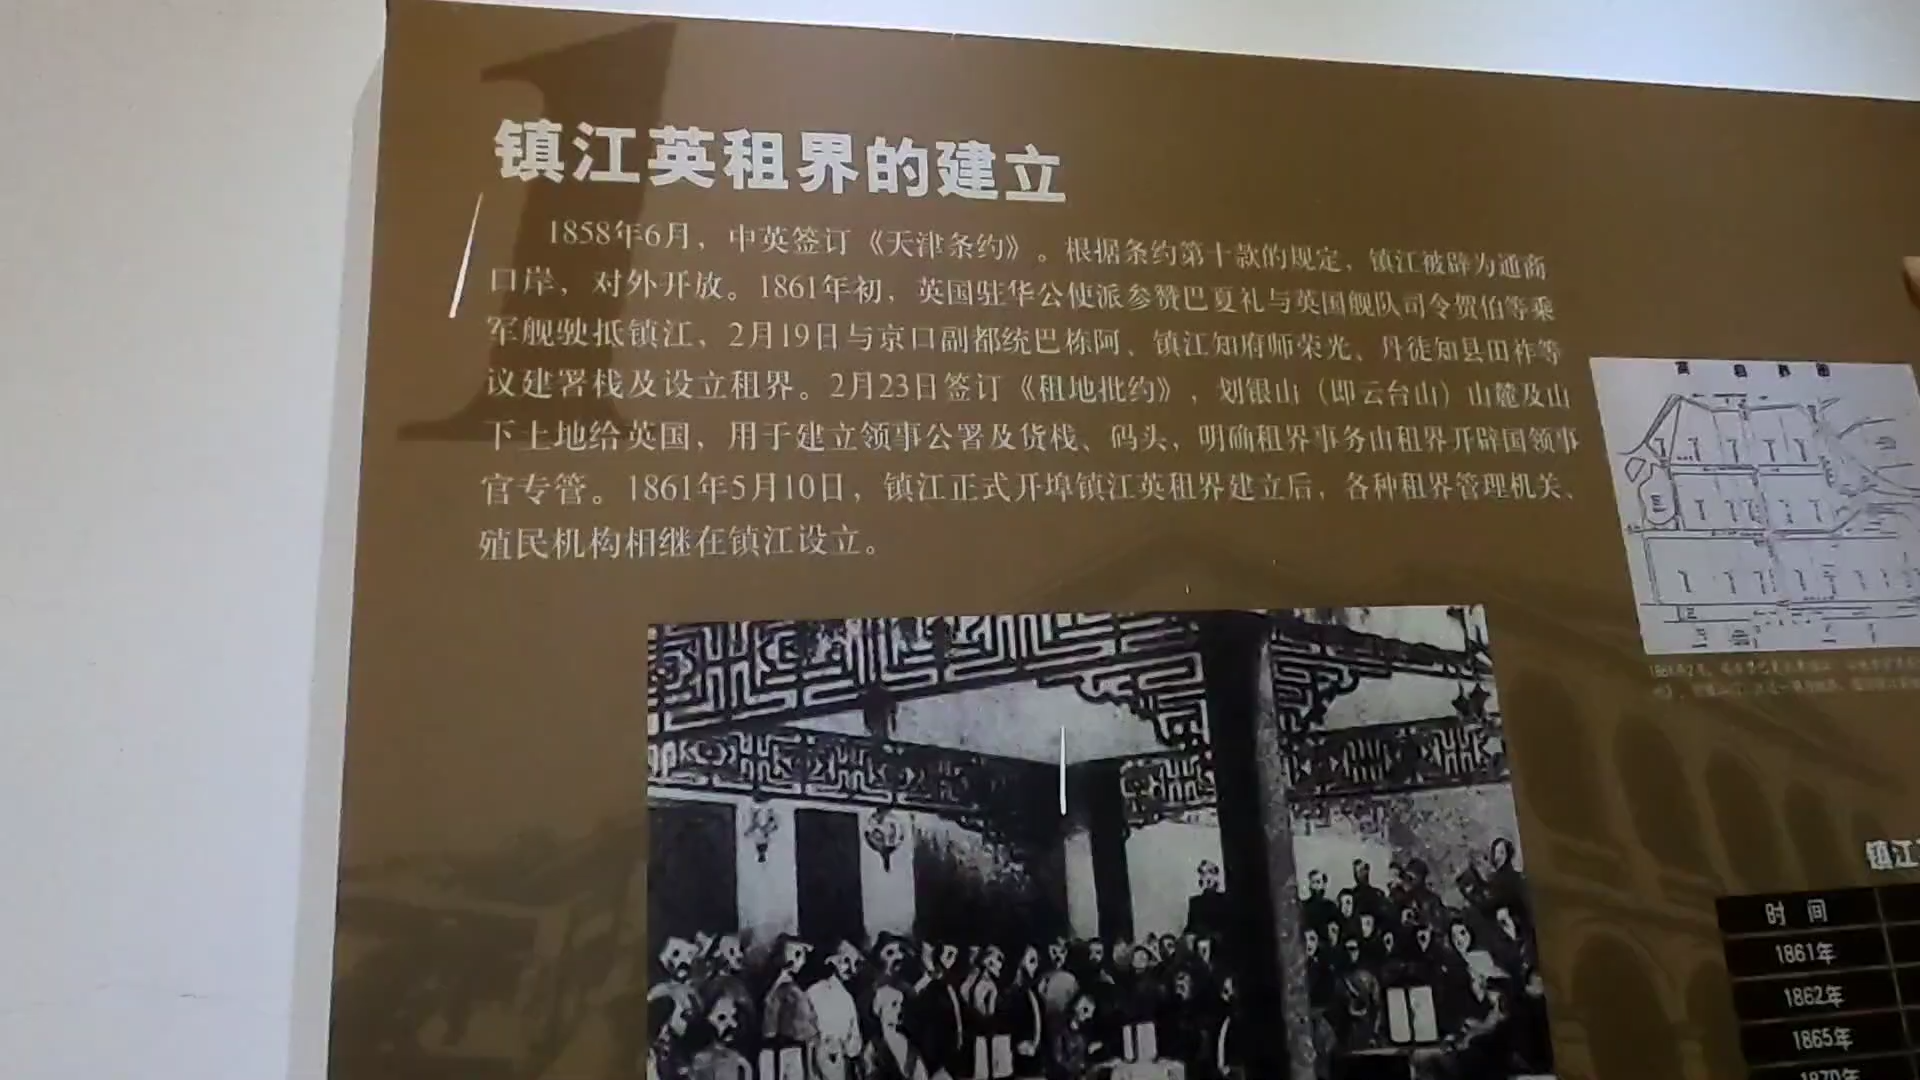 镇江英租界的建立
1858年6月，中英签订《天津条约》。根据条约第十款的规定，镇江被辟为通商
口岸，对外开放。1861年初，英国驻华公使派参赞巴夏礼与英国舰队司令贺伯等乘
军舰驶抵镇江，2月19日与京口副都统巴栋阿、镇江知府师荣光、丹徒知县田祚等
议建署栈及设立租界。2月23日签订《租地批约》，划银山（即云台山）山麓及山
下土地给英国，用于建立领事公署及货栈、码头，明确租界事务由租界开辟国领事
官专管。1861年5月10日，镇江正式开埠镇江英租界建立后，各种租界管理机关、
殖民机构相继在镇江设立。
镇江
时 间
1861年
1862年
1865年
1870年